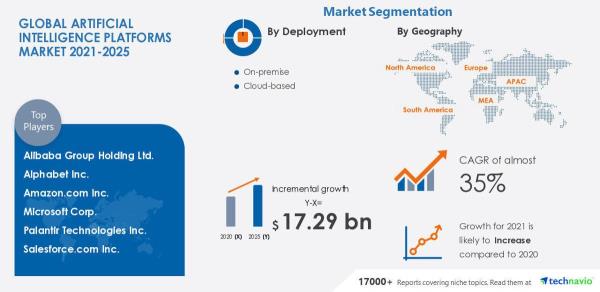 GLOBAL ARTIFICIAL
INTELLIGENCE PLATFORMS
MARKET 2021-2025
Top
Players
Alibaba Group Holding Ltd.
Alphabet Inc.
Amazon.com Inc.
Microsoft Corp.
Palantir Technologies Inc.
Salesforce.com Inc.
Market Segmentation
By Deployment
On-premise
Cloud-based
By Geography
North America
Europe
APAC
MEA
South America
Incremental growth
Y-X=
$ 17.29 bn
2020 (X)
2025 (Y)
CAGR of almost
35%
Growth for 2021 is
likely to Increase
compared to 2020
17000+ Reports covering niche topics. Read them at
technavio